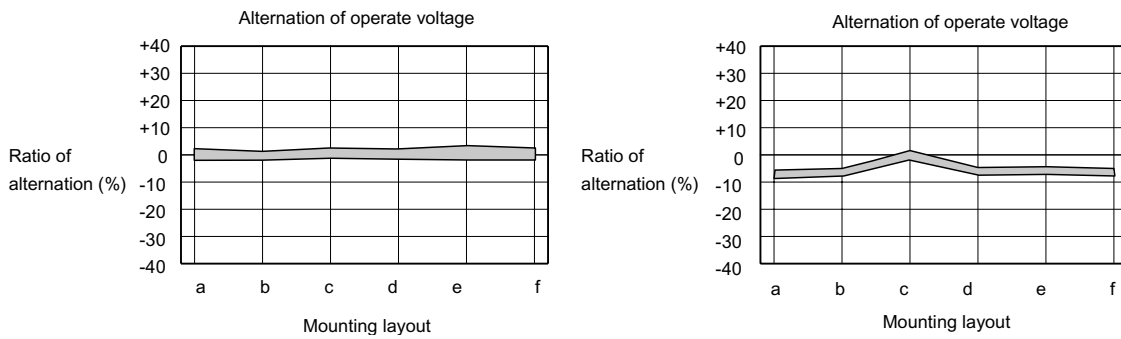 Alternation of operate voltage
+40
+30
+20
+10
0
-10
-20
-30
-40
Ratio of
alternation (%)
a b c d e f
Mounting layout
Alternation of operate voltage
+40
+30
+20
+10
0
-10
-20
-30
-40
Ratio of
alternation (%)
a b c d e f
Mounting layout